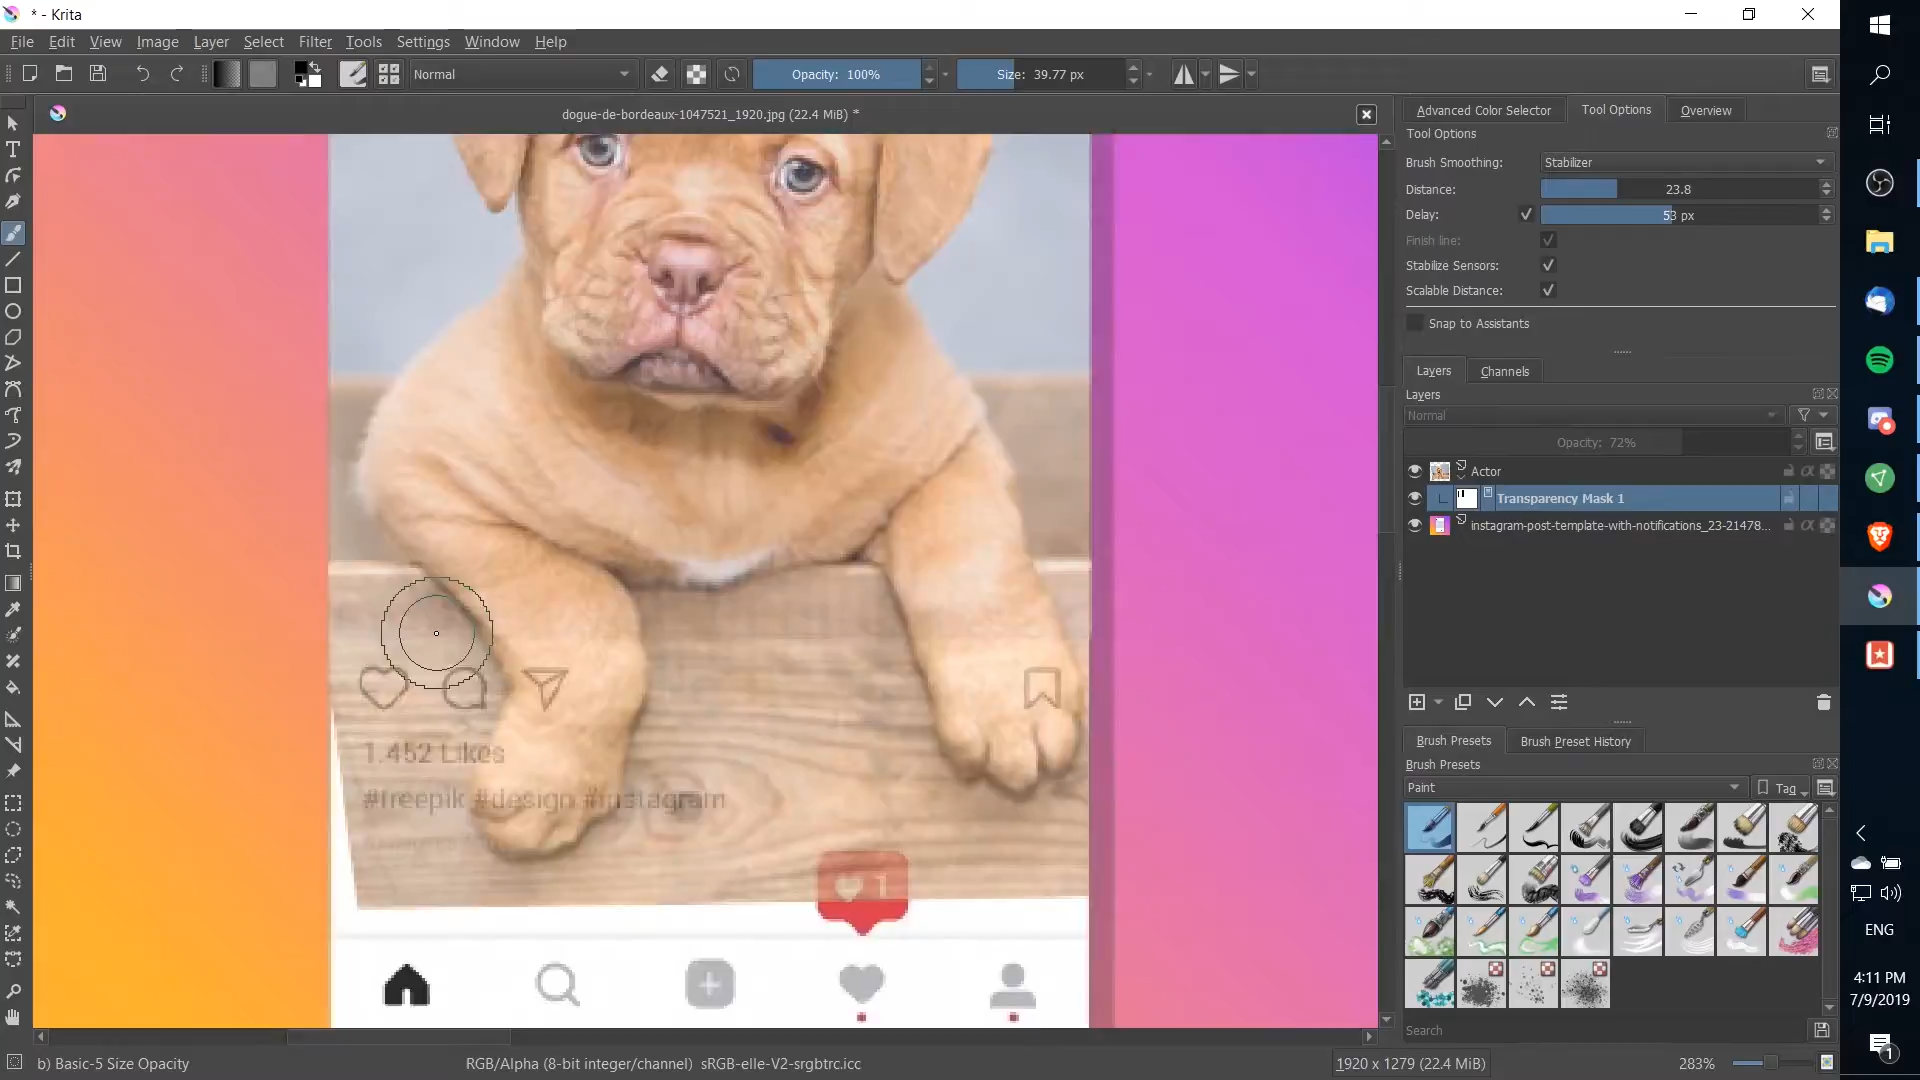 * - Krita
File Edit View Image Layer Select Filter Tools Settings Window Help
Normal Opacity: 100% Size: 39.77 px
dogue-de-bordeaux-1047521_1920.jpg (22.4 MiB) *
Advanced Color Selector Tool Options Overview
Tool Options
Brush Smoothing: Stabilizer
Distance: 23.8
Delay: 53 px
Finish line:
Stabilize Sensors:
Scalable Distance:
Snap to Assistants
Layers Channels
Layers
Normal
Opacity: 72%
Actor
Transparency Mask 1
instagram-post-template-with-notifications_23-21478...
1.452 Likes
#freepik #design #instagram
1
Brush Presets Brush Preset History
Brush Presets
Paint Tag
Search
ENG
4:11 PM
7/9/2019
1
b) Basic-5 Size Opacity RGB/Alpha (8-bit integer/channel) sRGB-elle-V2-srgbtrc.icc 1920 x 1279 (22.4 MiB) 283%